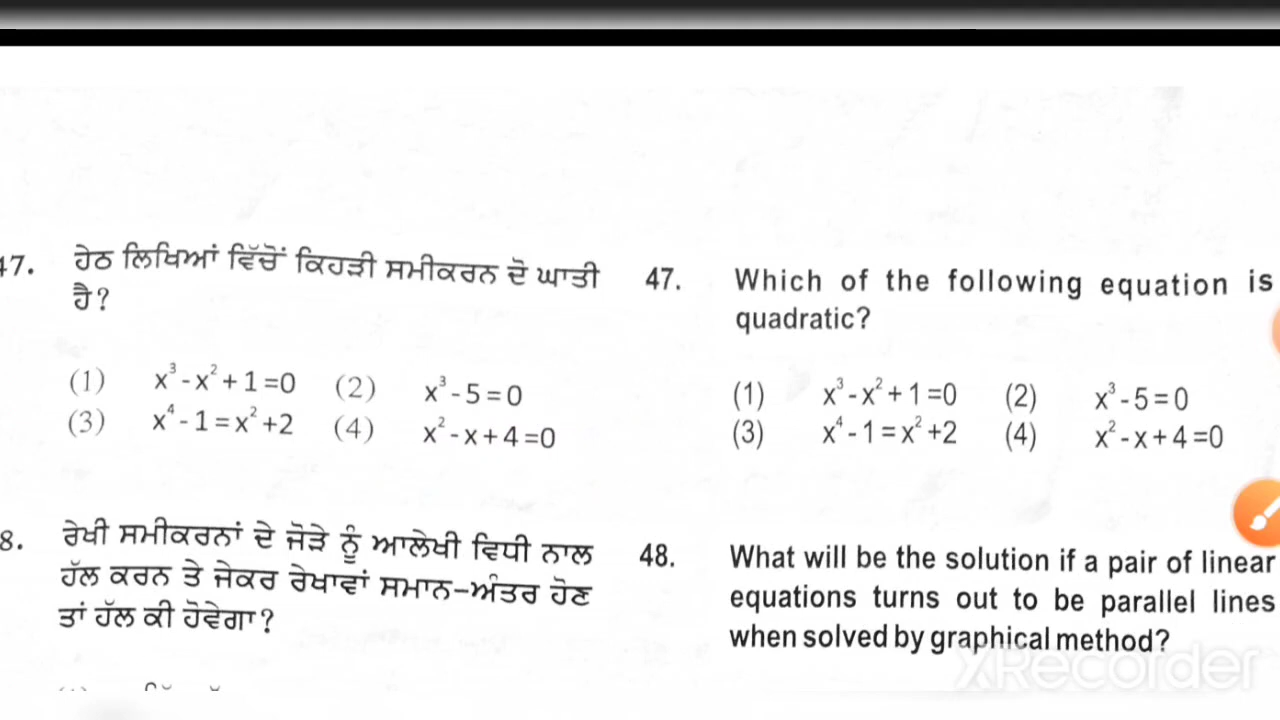 47. ਹੇਠ ਲਿਖਿਆਂ ਵਿੱਚੋਂ ਕਿਹੜੀ ਸਮੀਕਰਨ ਦੋ ਘਾਤੀ
ਹੈ?
(1) x³-x²+1=0 (2) x³-5=0
(3) x⁴-1=x²+2 (4) x²-x+4=0
8. ਰੇਖੀ ਸਮੀਕਰਨਾਂ ਦੇ ਜੋੜੇ ਨੂੰ ਆਲੇਖੀ ਵਿਧੀ ਨਾਲ
ਹੱਲ ਕਰਨ ਤੇ ਜੇਕਰ ਰੇਖਾਵਾਂ ਸਮਾਨ-ਅੰਤਰ ਹੋਣ
ਤਾਂ ਹੱਲ ਕੀ ਹੋਵੇਗਾ?
47. Which of the following equation is
quadratic?
(1) x³-x²+1=0 (2) x³-5=0
(3) x⁴-1=x²+2 (4) x²-x+4=0
48. What will be the solution if a pair of linear
equations turns out to be parallel lines
when solved by graphical method?
XRecorder